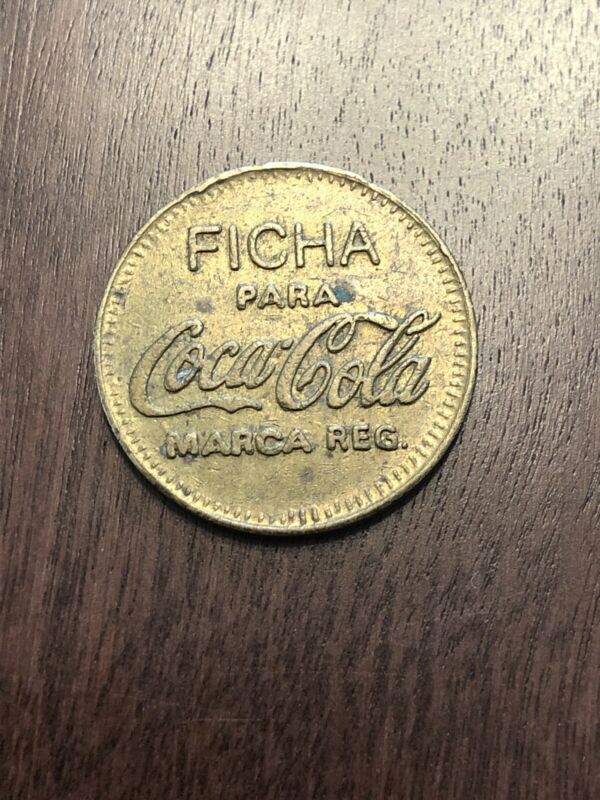 FICHA
PARA
Coca-Cola
MARCA REG.